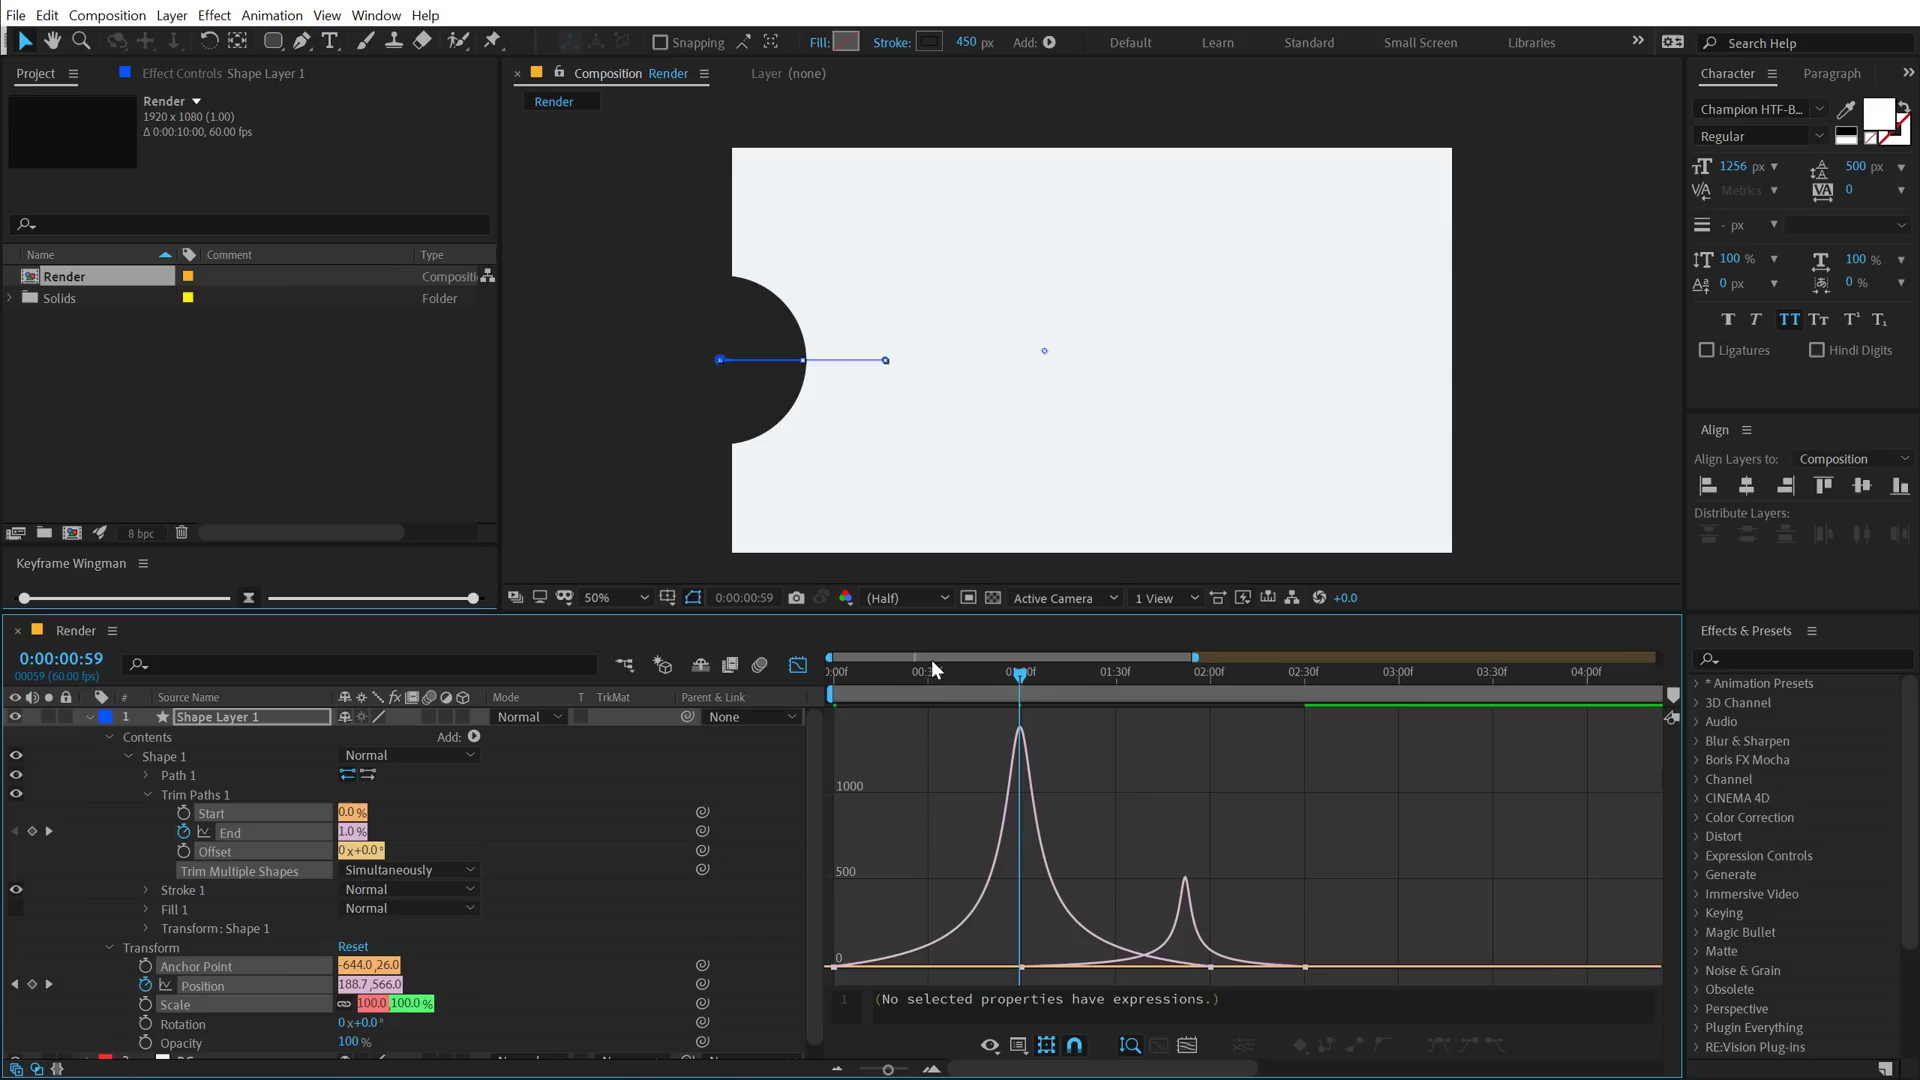 File Edit Composition Layer Effect Animation View Window Help
Snapping Fill: Stroke: 450 px Add: Default Learn Standard Small Screen Libraries Search Help
Project Effect Controls Shape Layer 1
Composition Render Layer (none)
Render
Render
1920 x 1080 (1.00)
Δ 0:00:10:00, 60.00 fps
Name Comment Type
Render Compositi
Solids Folder
8 bpc
Keyframe Wingman
50% 0:00:00:59 (Half) Active Camera 1 View +0.0
Character Paragraph
Champion HTF-B...
Regular
1256 px 500 px
Metrics 0
- px
100 % 100 %
0 px 0 %
Ligatures Hindi Digits
Align
Align Layers to: Composition
Distribute Layers:
Render
0:00:00:59
00059 (60.00 fps)
# Source Name Mode T TrkMat Parent & Link
1 Shape Layer 1 Normal None
Contents Add:
Shape 1 Normal
Path 1
Trim Paths 1
Start 0.0 %
End 1.0 %
Offset 0 x+0.0 °
Trim Multiple Shapes Simultaneously
Stroke 1 Normal
Fill 1 Normal
Transform: Shape 1
Transform Reset
Anchor Point -644.0,26.0
Position 188.7,566.0
Scale 100.0,100.0 %
Rotation 0 x+0.0 °
Opacity 100 %
01:30f 02:00f 02:30f 03:00f 03:30f 04:00f
1000
500
0
1 (No selected properties have expressions.)
Effects & Presets
* Animation Presets
3D Channel
Audio
Blur & Sharpen
Boris FX Mocha
Channel
CINEMA 4D
Color Correction
Distort
Expression Controls
Generate
Immersive Video
Keying
Magic Bullet
Matte
Noise & Grain
Obsolete
Perspective
Plugin Everything
RE:Vision Plug-ins